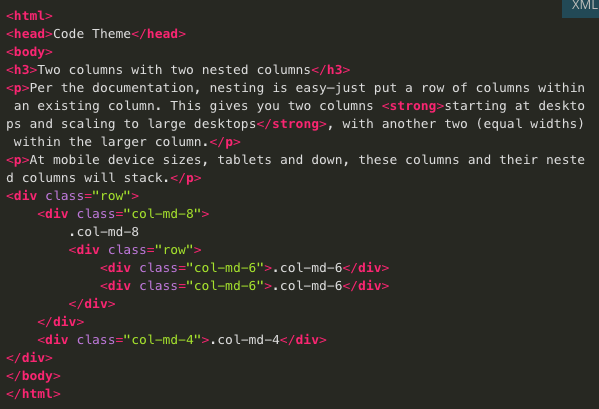 XML
<html>
<head>Code Theme</head>
<body>
<h3>Two columns with two nested columns</h3>
<p>Per the documentation, nesting is easy—just put a row of columns within
an existing column. This gives you two columns <strong>starting at deskto
ps and scaling to large desktops</strong>, with another two (equal widths)
within the larger column.</p>
<p>At mobile device sizes, tablets and down, these columns and their neste
d columns will stack.</p>
<div class="row">
    <div class="col-md-8">
        .col-md-8
        <div class="row">
            <div class="col-md-6">.col-md-6</div>
            <div class="col-md-6">.col-md-6</div>
        </div>
    </div>
    <div class="col-md-4">.col-md-4</div>
</div>
</body>
</html>